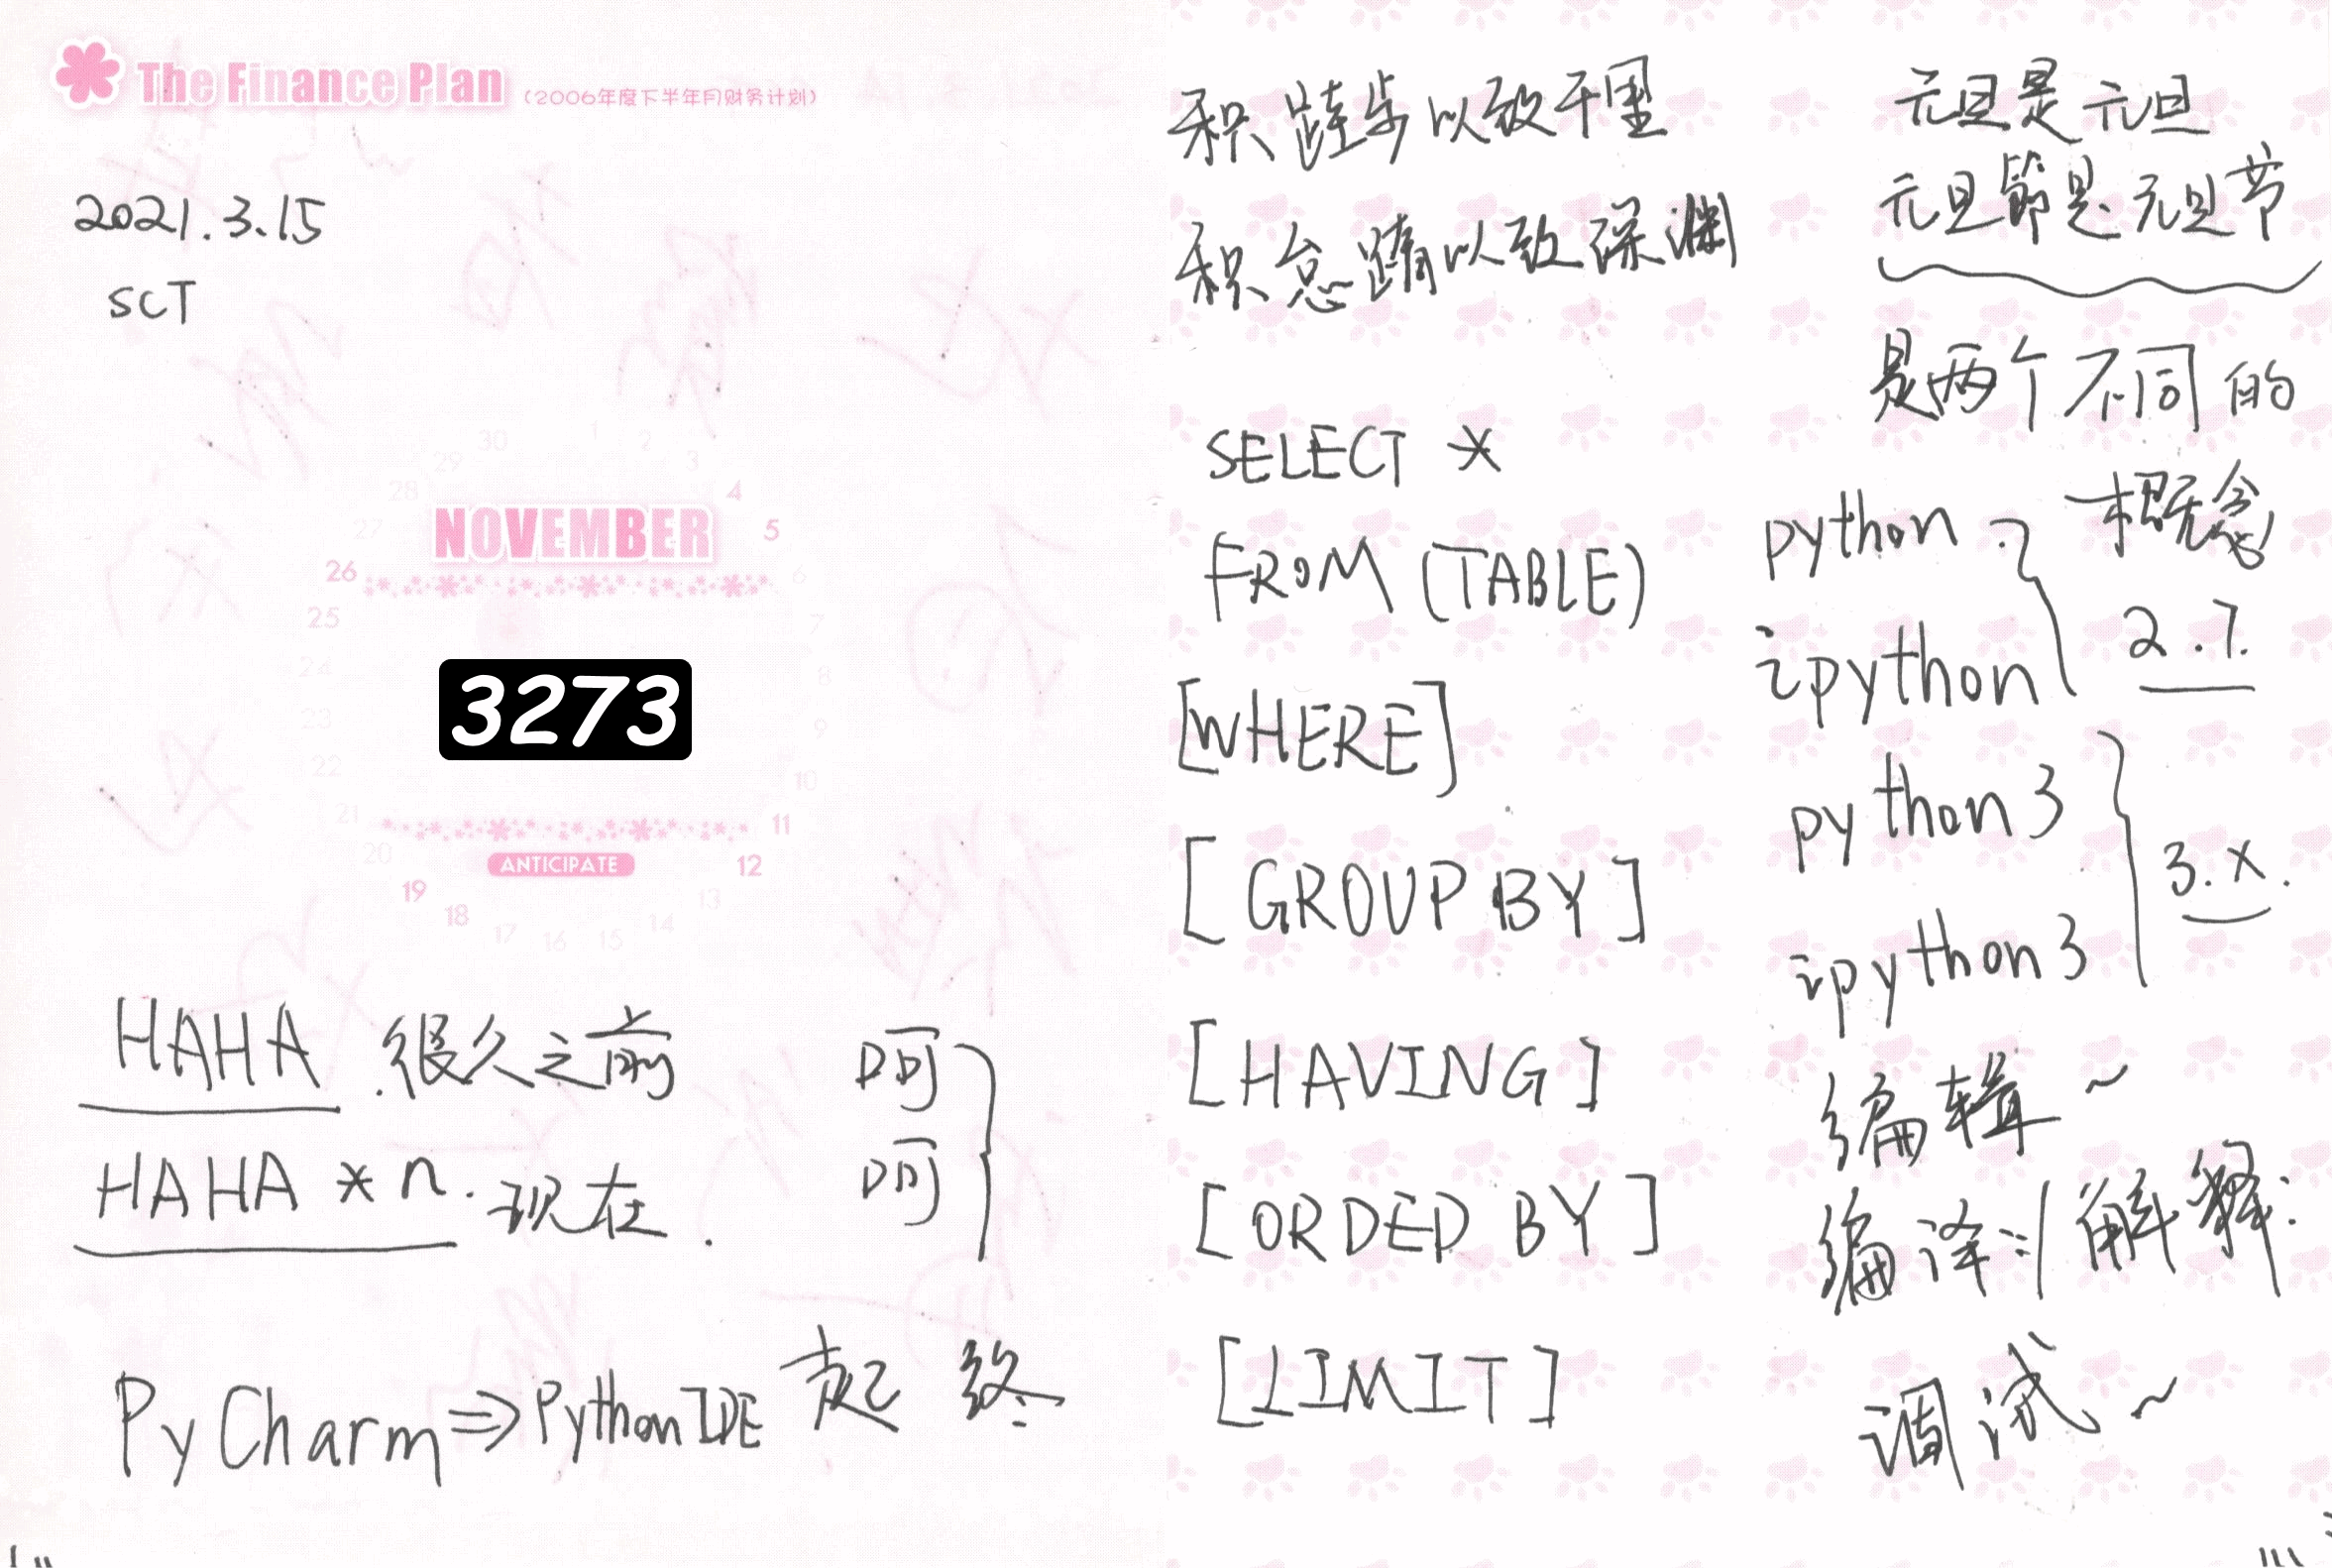 The Finance Plan (2006年度下半年月财务计划)
2021.3.15
SCT
30 1 2 3 4 5 6 7 8 9 10 11 12 13 14 15 16 17 18 19 20 21 22 23 24 25 26 27 28 29
NOVEMBER
3273
ANTICIPATE
HAHA .很久之前 呵
HAHA * n. 现在. 呵
PyCharm⇒Python IDE 起 终
积跬步以致千里
积怠惰以致深渊
SELECT *
FROM (TABLE)
[WHERE]
[GROUP BY]
[HAVING]
[ORDED BY]
[LIMIT]
元旦是元旦
元旦節是元旦节
是两个不同的
概念
python
ipython
2.7.
python3
ipython3
3.x.
编辑~
编译:/解释:
调试~